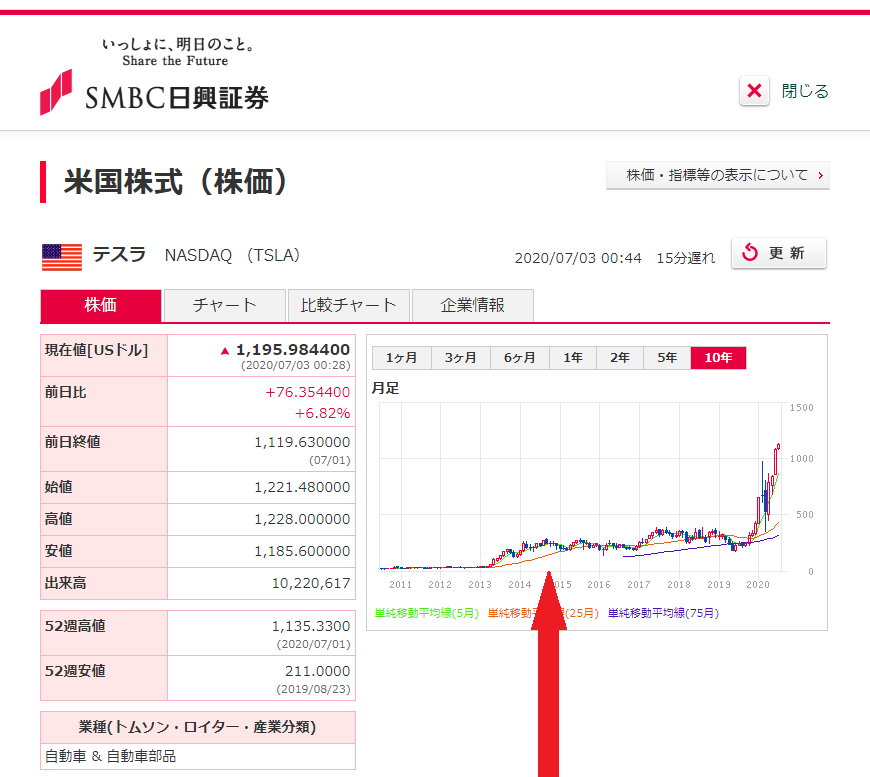 いっしょに、明日のこと。
Share the Future
SMBC日興証券
閉じる
米国株式（株価）
株価・指標等の表示について
テスラ NASDAQ （TSLA）
2020/07/03 00:44 15分遅れ
更新
株価 チャート 比較チャート 企業情報
現在値[USドル] ▲ 1,195.984400
(2020/07/03 00:28)
前日比 +76.354400
+6.82%
前日終値 1,119.630000
(07/01)
始値 1,221.480000
高値 1,228.000000
安値 1,185.600000
出来高 10,220,617
52週高値 1,135.3300
(2020/07/01)
52週安値 211.0000
(2019/08/23)
業種(トムソン・ロイター・産業分類)
自動車 & 自動車部品
1ヶ月 3ヶ月 6ヶ月 1年 2年 5年 10年
月足
1500
1000
500
0
2011 2012 2013 2014 2015 2016 2017 2018 2019 2020
単純移動平均線(5月) 単純移動平均線(25月) 単純移動平均線(75月)